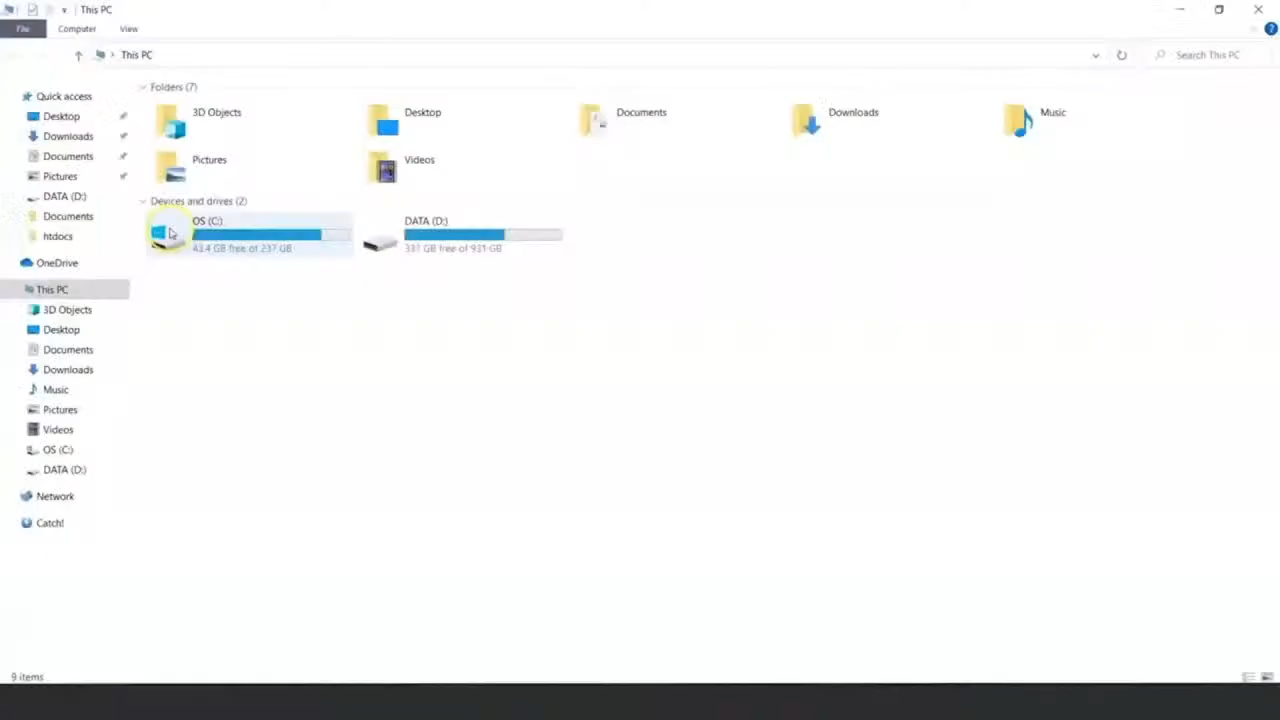 This PC
File Computer View
This PC
Search This PC
Quick access
Desktop
Downloads
Documents
Pictures
DATA (D:)
Documents
htdocs
OneDrive
This PC
3D Objects
Desktop
Documents
Downloads
Music
Pictures
Videos
OS (C:)
DATA (D:)
Network
Catch!
Folders (7)
3D Objects
Desktop
Documents
Downloads
Music
Pictures
Videos
Devices and drives (2)
OS (C:)
43.4 GB free of 237 GB
DATA (D:)
331 GB free of 931 GB
9 items